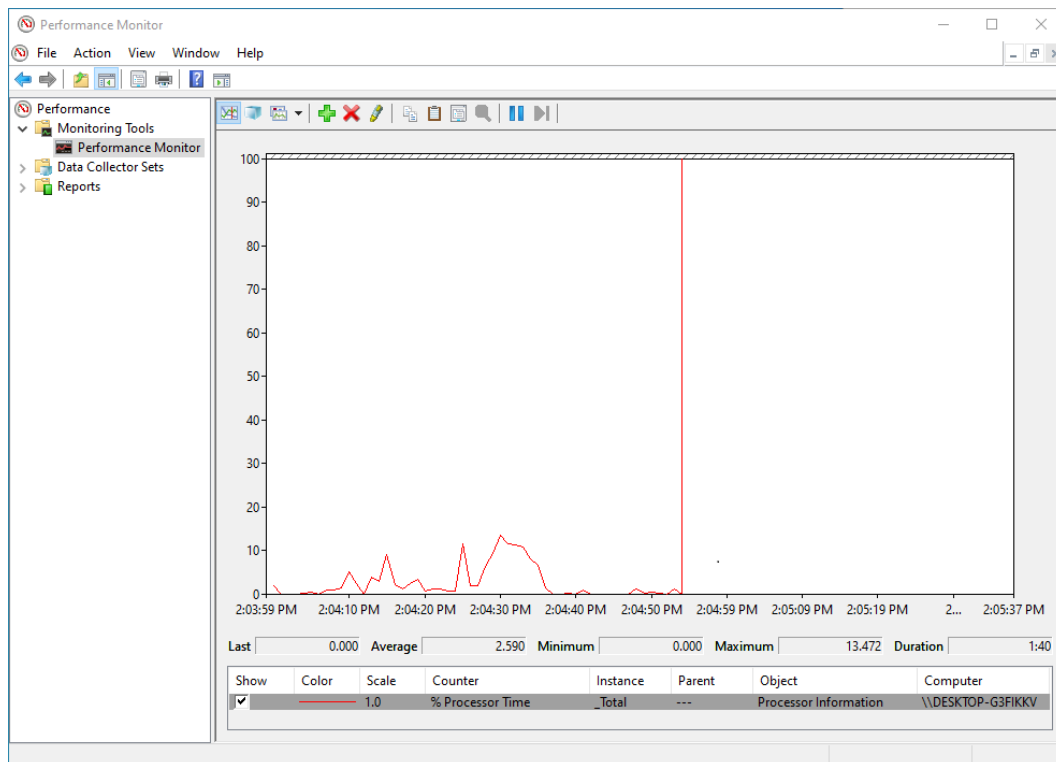 Performance Monitor
File Action View Window Help
Performance
Monitoring Tools
Performance Monitor
Data Collector Sets
Reports
100
90
80
70
60
50
40
30
20
10
0
2:03:59 PM 2:04:10 PM 2:04:20 PM 2:04:30 PM 2:04:40 PM 2:04:50 PM 2:04:59 PM 2:05:09 PM 2:05:19 PM 2... 2:05:37 PM
Last 0.000 Average 2.590 Minimum 0.000 Maximum 13.472 Duration 1:40
Show Color Scale Counter Instance Parent Object Computer
1.0 % Processor Time _Total --- Processor Information \\DESKTOP-G3FIKKV